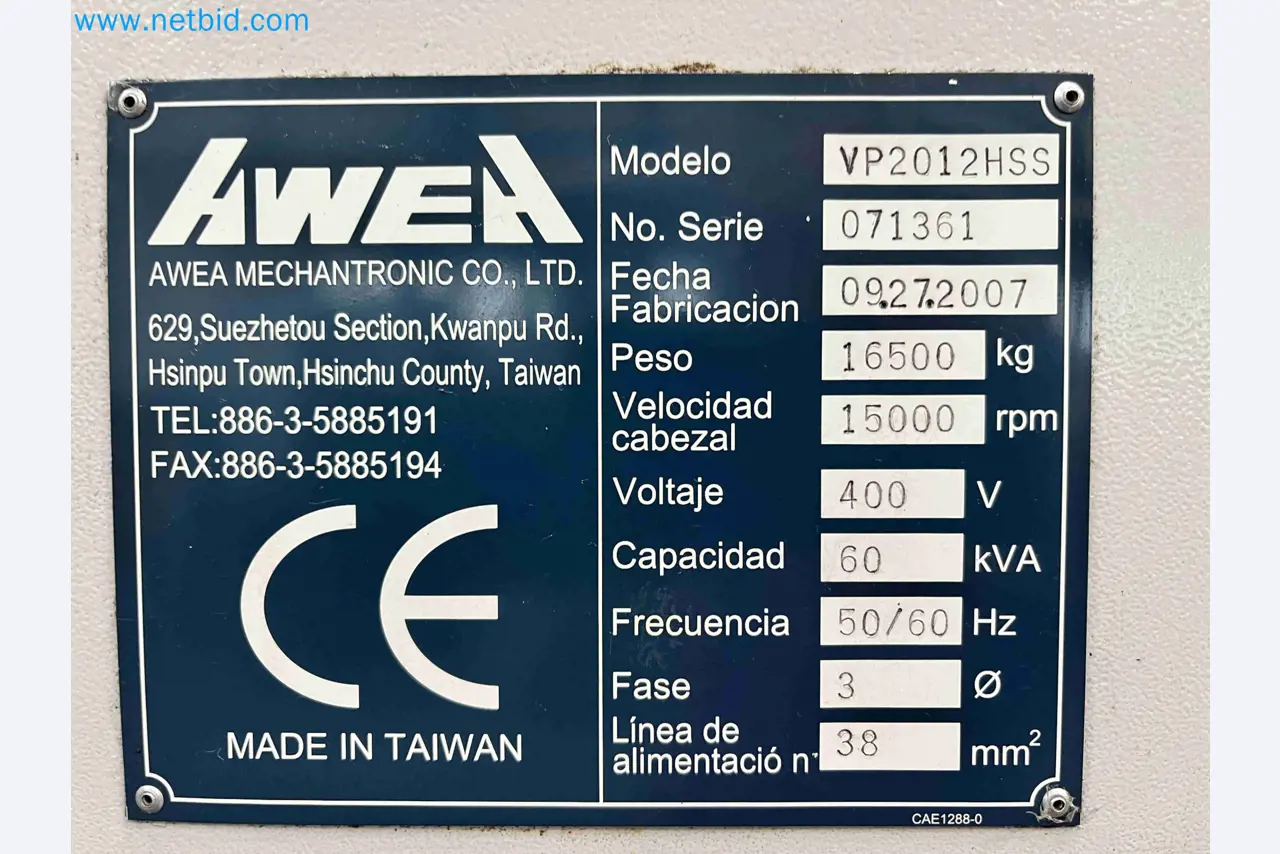 www.netbid.com
AWEA
AWEA MECHANTRONIC CO., LTD.
629,Suezhetou Section,Kwanpu Rd.,
Hsinpu Town,Hsinchu County, Taiwan
TEL:886-3-5885191
FAX:886-3-5885194
CE
MADE IN TAIWAN
Modelo VP2012HSS
No. Serie 071361
Fecha
Fabricacion 09.27.2007
Peso 16500 kg
Velocidad
cabezal 15000 rpm
Voltaje 400 V
Capacidad 60 kVA
Frecuencia 50/60 Hz
Fase 3 Ø
Línea de
alimentació n 38 mm²
CAE1288-0